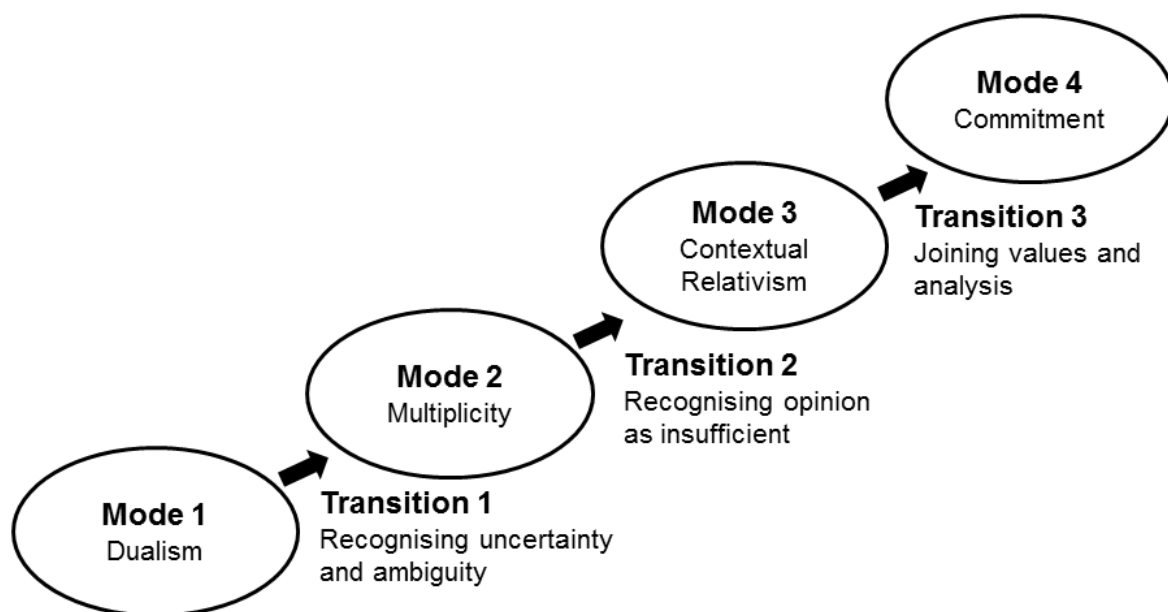 Mode 4
Commitment
Mode 3
Contextual
Relativism
Transition 3
Joining values and
analysis
Mode 2
Multiplicity
Transition 2
Recognising opinion
as insufficient
Mode 1
Dualism
Transition 1
Recognising uncertainty
and ambiguity